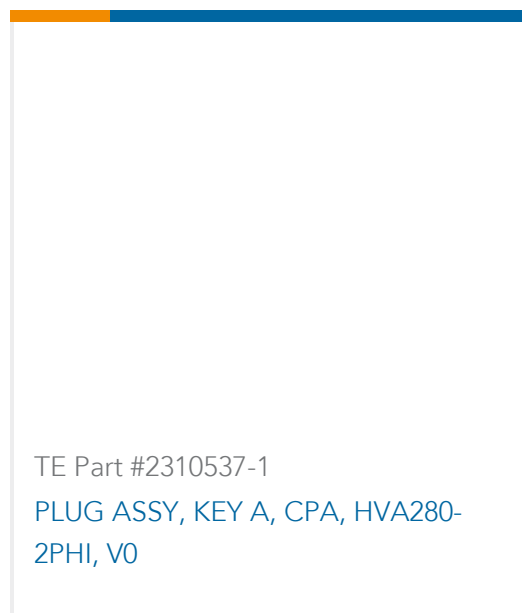 TE Part #2310537-1
PLUG ASSY, KEY A, CPA, HVA280-
2PHI, V0